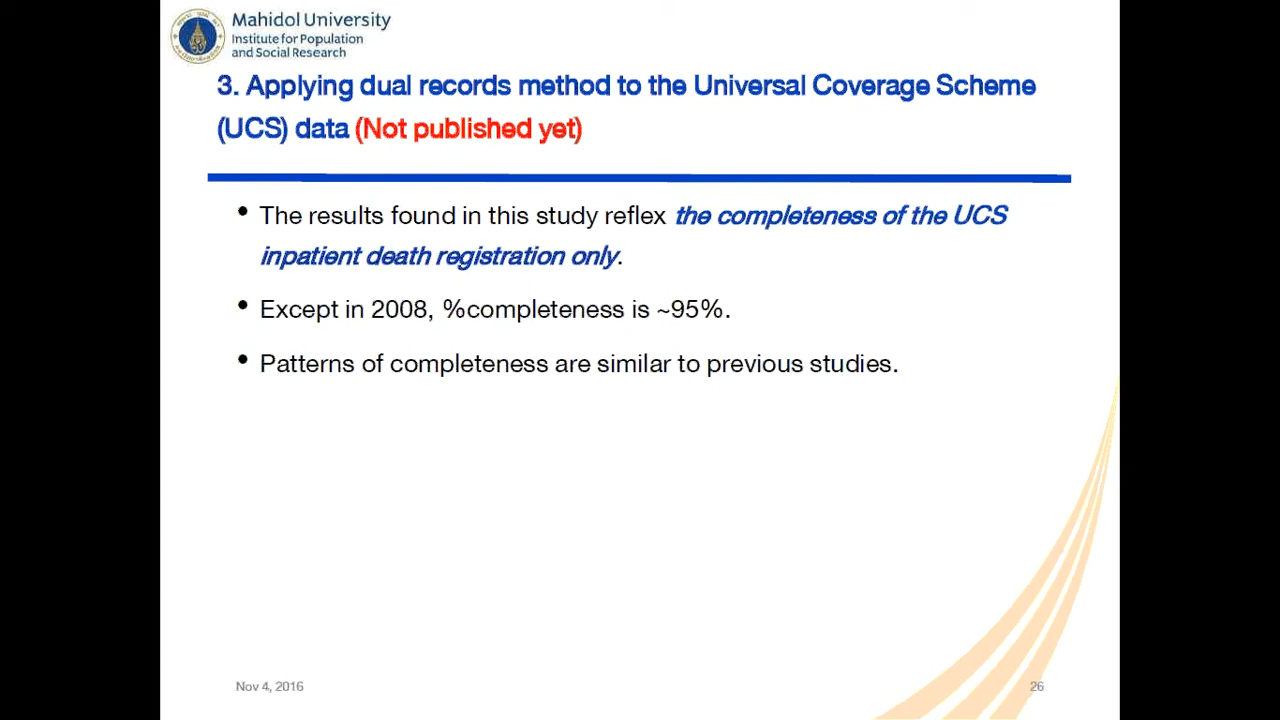 Mahidol University
Institute for Population
and Social Research
3. Applying dual records method to the Universal Coverage Scheme
(UCS) data (Not published yet)
• The results found in this study reflex the completeness of the UCS
inpatient death registration only.
• Except in 2008, %completeness is ~95%.
• Patterns of completeness are similar to previous studies.
Nov 4, 2016
26